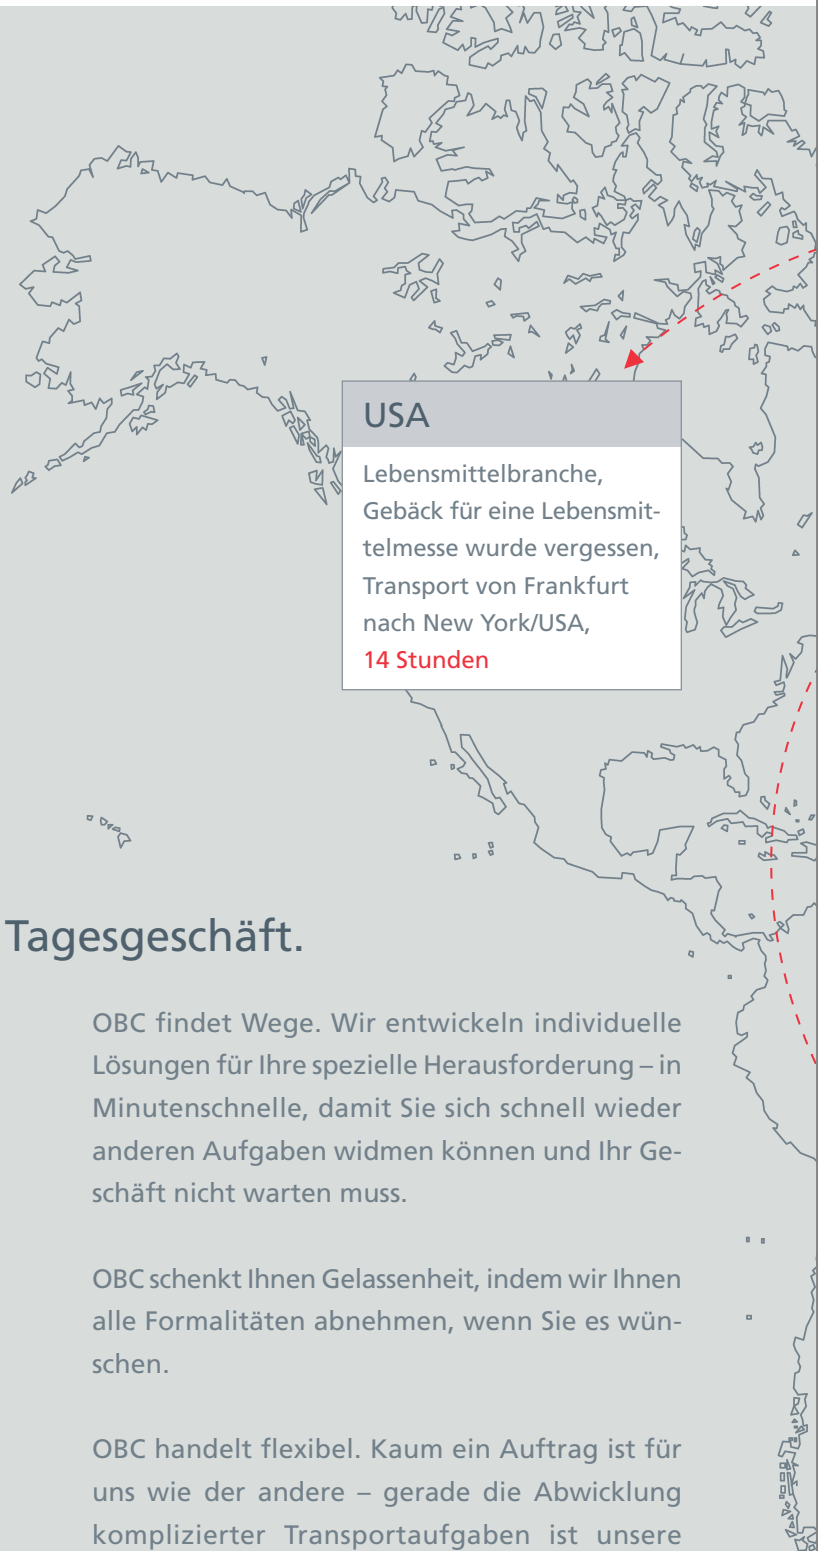 USA
Lebensmittelbranche,
Gebäck für eine Lebensmit-
telmesse wurde vergessen,
Transport von Frankfurt
nach New York/USA,
14 Stunden
Tagesgeschäft.
OBC findet Wege. Wir entwickeln individuelle
Lösungen für Ihre spezielle Herausforderung – in
Minutenschnelle, damit Sie sich schnell wieder
anderen Aufgaben widmen können und Ihr Ge-
schäft nicht warten muss.
OBC schenkt Ihnen Gelassenheit, indem wir Ihnen
alle Formalitäten abnehmen, wenn Sie es wün-
schen.
OBC handelt flexibel. Kaum ein Auftrag ist für
uns wie der andere – gerade die Abwicklung
komplizierter Transportaufgaben ist unsere